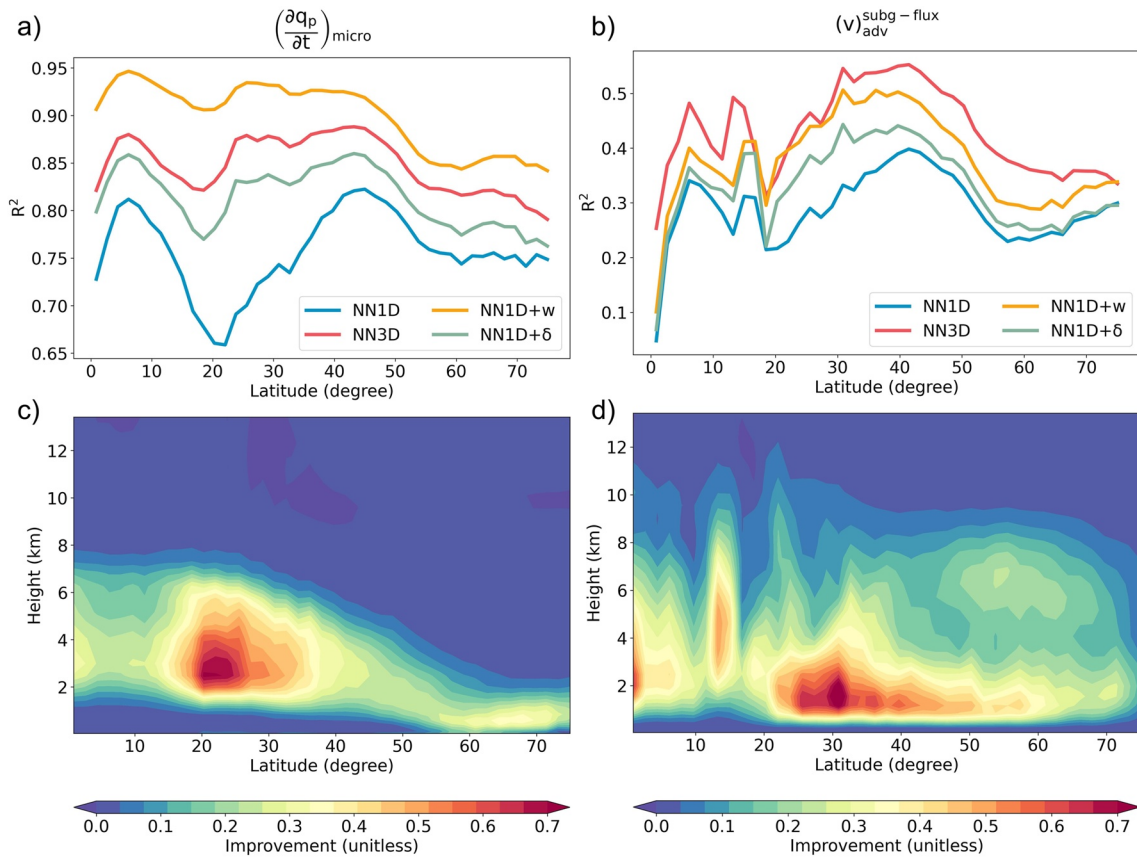 a)
(∂q_p/∂t)_micro
R²
0.95
0.90
0.85
0.80
0.75
0.70
0.65
NN1D
NN3D
NN1D+w
NN1D+δ
0 10 20 30 40 50 60 70
Latitude (degree)
b)
(v)_adv^subg-flux
R²
0.5
0.4
0.3
0.2
0.1
NN1D
NN3D
NN1D+w
NN1D+δ
0 10 20 30 40 50 60 70
Latitude (degree)
c)
Height (km)
12
10
8
6
4
2
10 20 30 40 50 60 70
Latitude (degree)
0.0 0.1 0.2 0.3 0.4 0.5 0.6 0.7
Improvement (unitless)
d)
Height (km)
12
10
8
6
4
2
10 20 30 40 50 60 70
Latitude (degree)
0.0 0.1 0.2 0.3 0.4 0.5 0.6 0.7
Improvement (unitless)